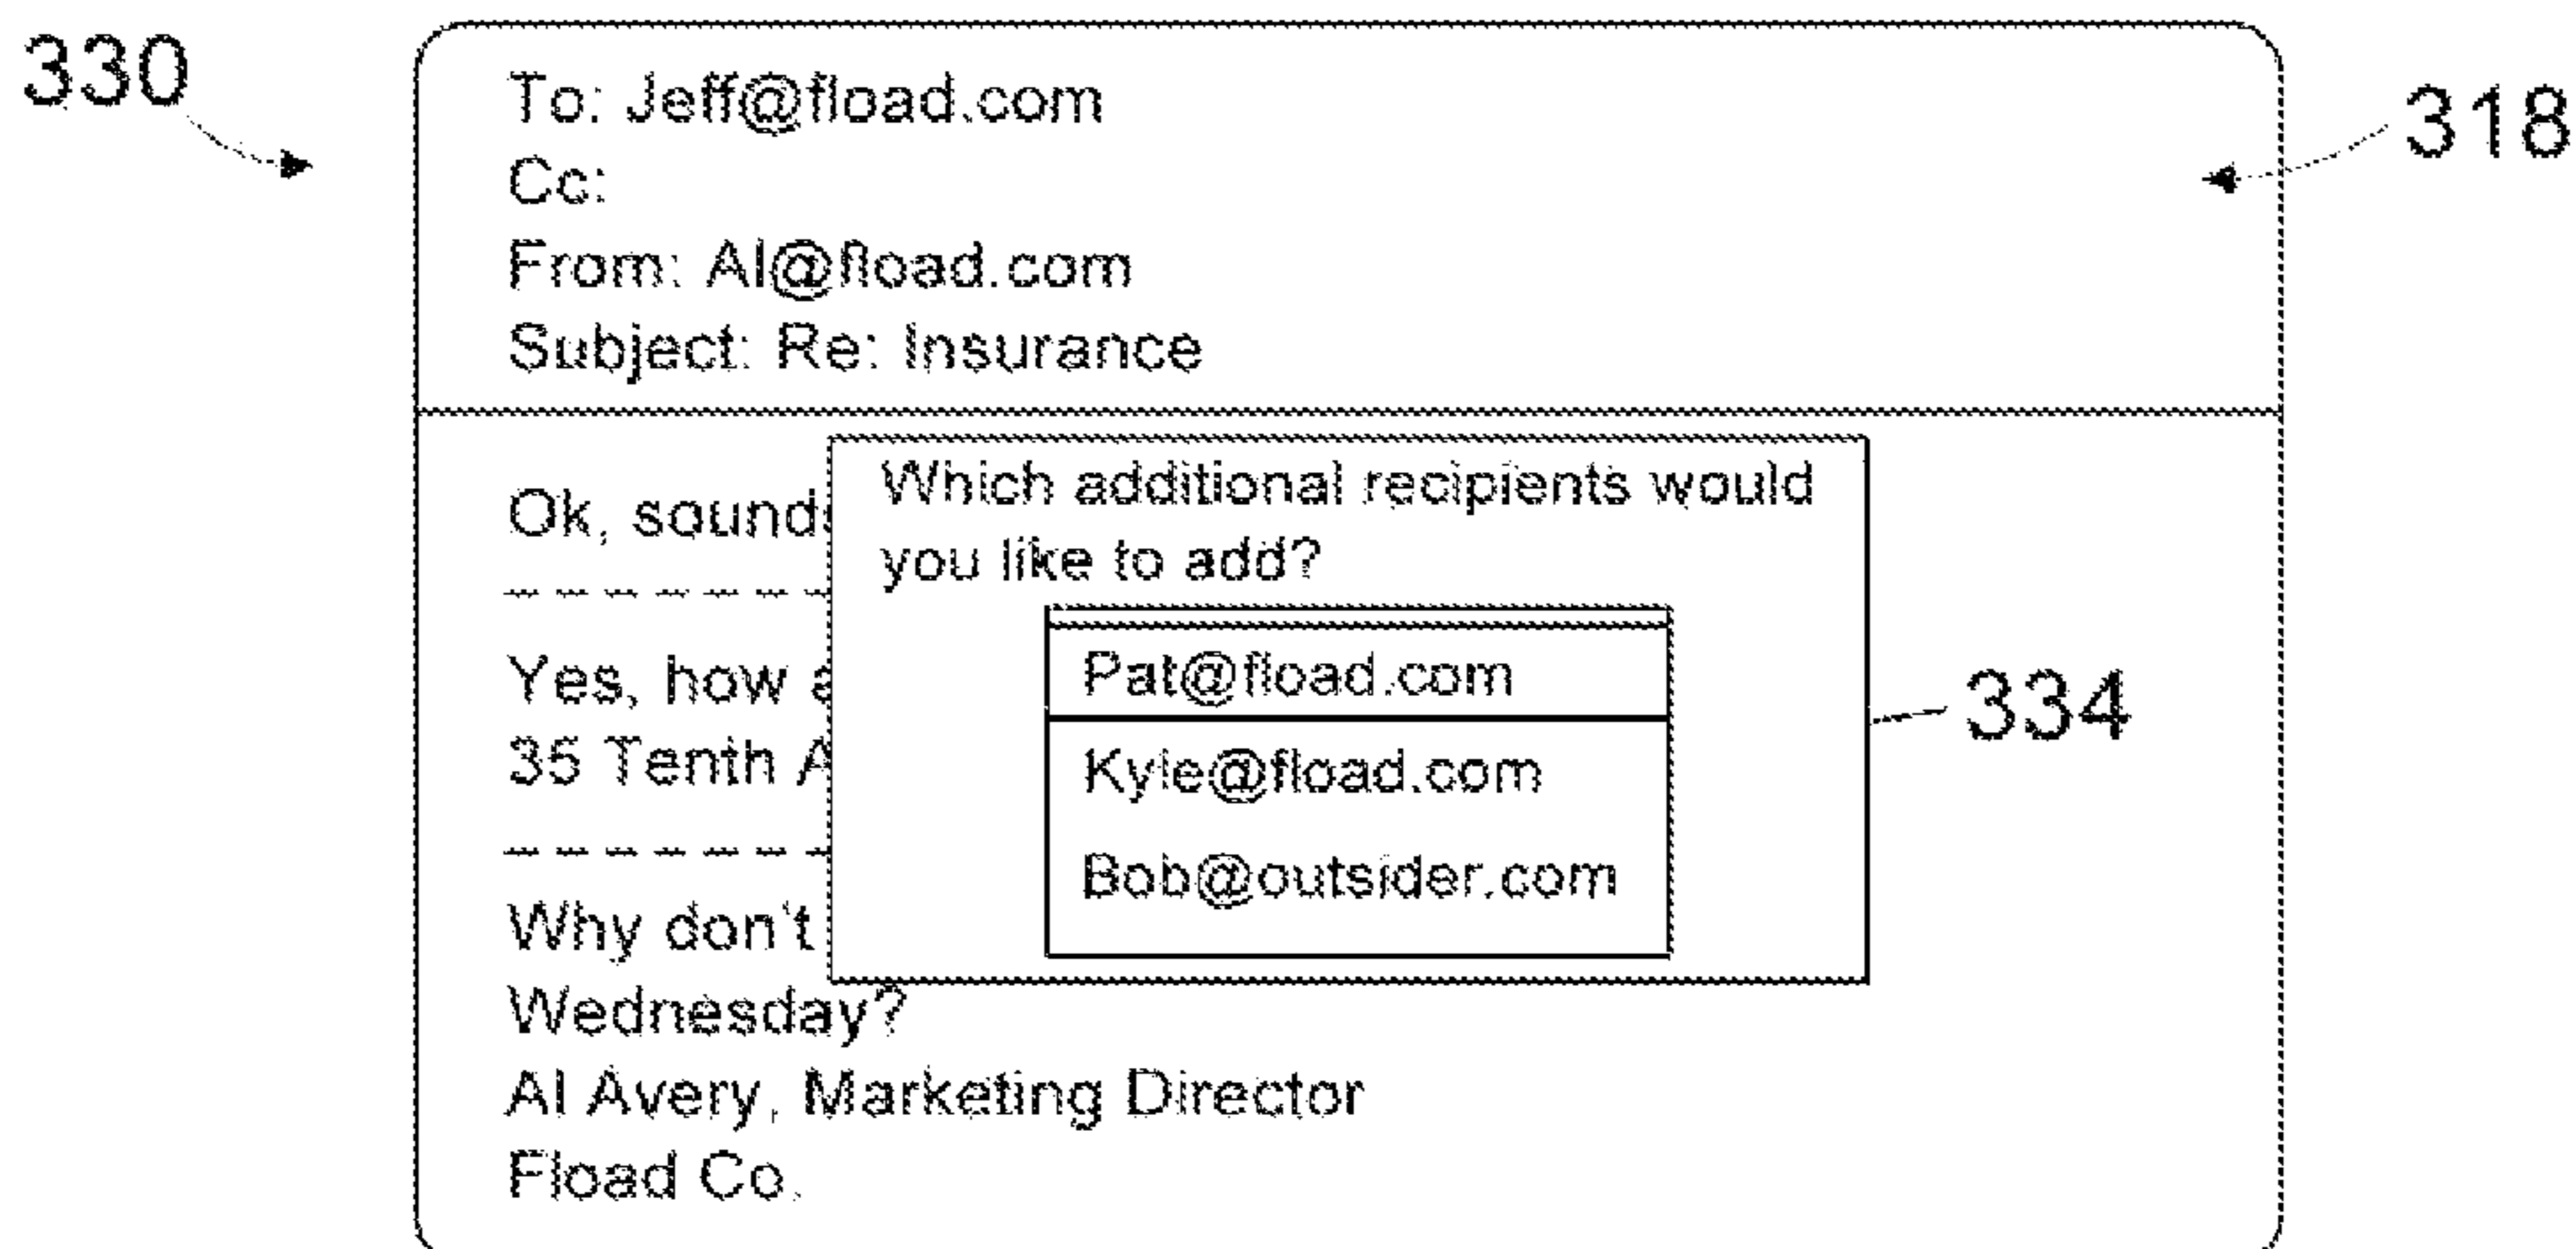 330
To: Jeff@fload.com
318
Cc:
From: Al@fload.com
Subject: Re: Insurance
Which additional recipients would
you like to add?
Ok, sound
Pat@fload.com
Yes, how a
334
Kyle@fload.com
35 Tenth A
Bob@outsider.com
Why don't
Wednesday?
Al Avery, Marketing Director
Fload Co.